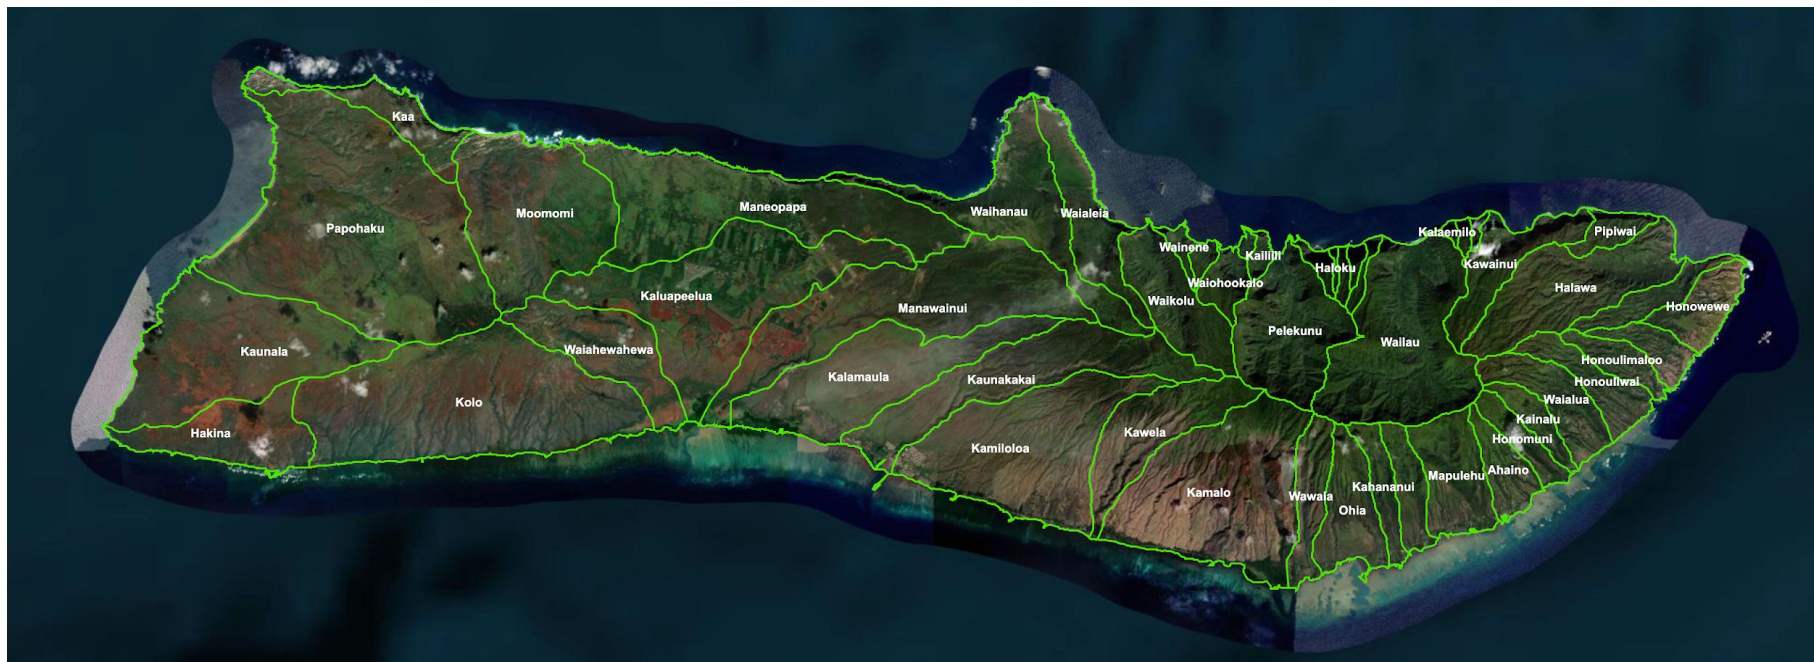 Kaa
Papohaku
Moomomi
Maneopapa
Waihanau
Waialeia
Wainene
Kailiili
Kalaemilo
Pipiwai
Haloku
Kawainui
Waiohookalo
Halawa
Waikolu
Honowewe
Kaluapeelua
Manawainui
Pelekunu
Wailau
Kaunala
Waiahewahewa
Honoulimaloo
Kalamaula
Kaunakakai
Honouliwai
Kolo
Waialua
Kainalu
Hakina
Kawela
Honomuni
Kamiloloa
Ahaino
Mapulehu
Kamalo
Wawaia
Kahananui
Ohia